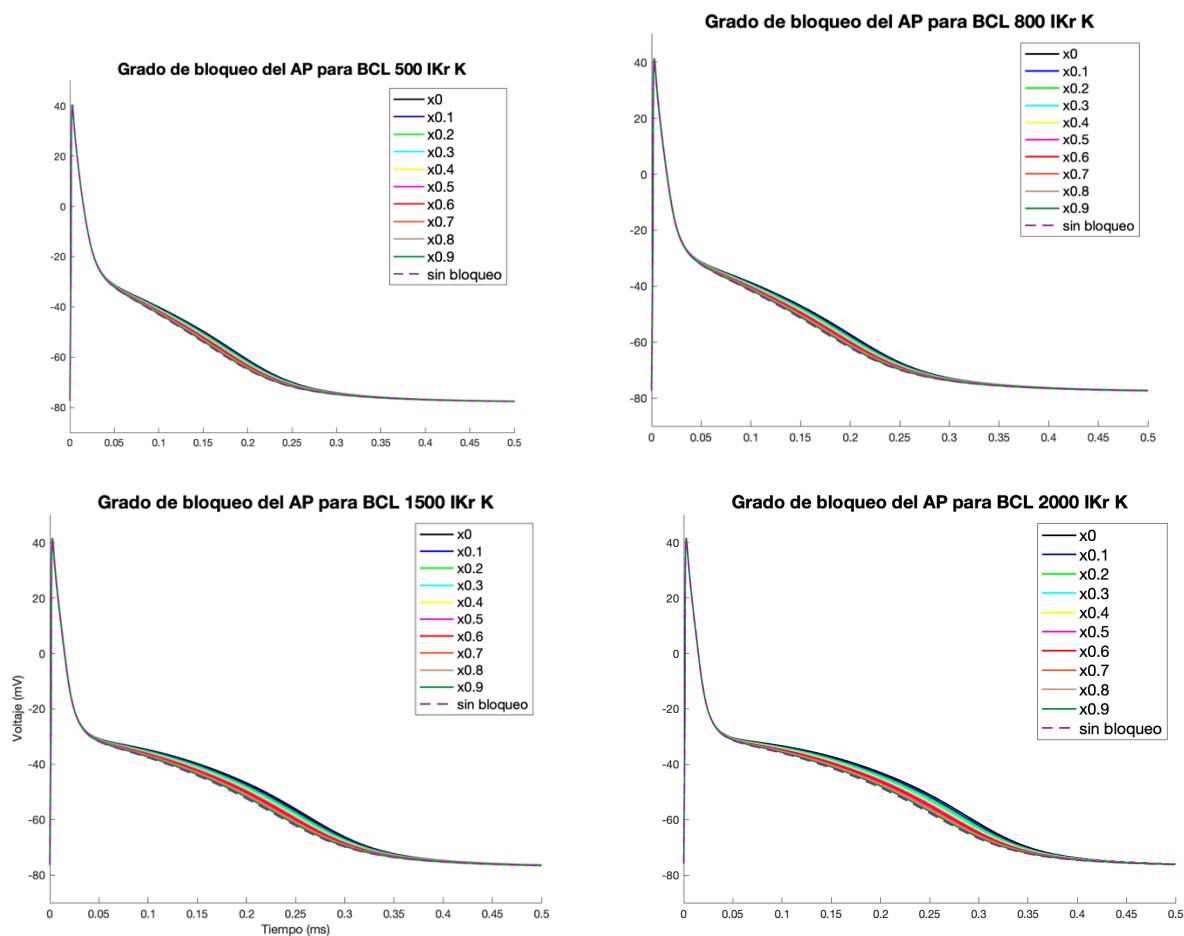 Grado de bloqueo del AP para BCL 500 IKr K
40
20
0
-20
-40
-60
-80
0
0.05
0.1
0.15
0.2
0.25
0.3
0.35
0.4
0.45
0.5
x0
x0.1
x0.2
x0.3
x0.4
x0.5
x0.6
x0.7
x0.8
x0.9
sin bloqueo
Grado de bloqueo del AP para BCL 800 IKr K
40
20
0
-20
-40
-60
-80
0
0.05
0.1
0.15
0.2
0.25
0.3
0.35
0.4
0.45
0.5
x0
x0.1
x0.2
x0.3
x0.4
x0.5
x0.6
x0.7
x0.8
x0.9
sin bloqueo
Grado de bloqueo del AP para BCL 1500 IKr K
Voltaje (mV)
40
20
0
-20
-40
-60
-80
0
0.05
0.1
0.15
0.2
0.25
0.3
0.35
0.4
0.45
0.5
Tiempo (ms)
x0
x0.1
x0.2
x0.3
x0.4
x0.5
x0.6
x0.7
x0.8
x0.9
sin bloqueo
Grado de bloqueo del AP para BCL 2000 IKr K
40
20
0
-20
-40
-60
-80
0
0.05
0.1
0.15
0.2
0.25
0.3
0.35
0.4
0.45
0.5
x0
x0.1
x0.2
x0.3
x0.4
x0.5
x0.6
x0.7
x0.8
x0.9
sin bloqueo